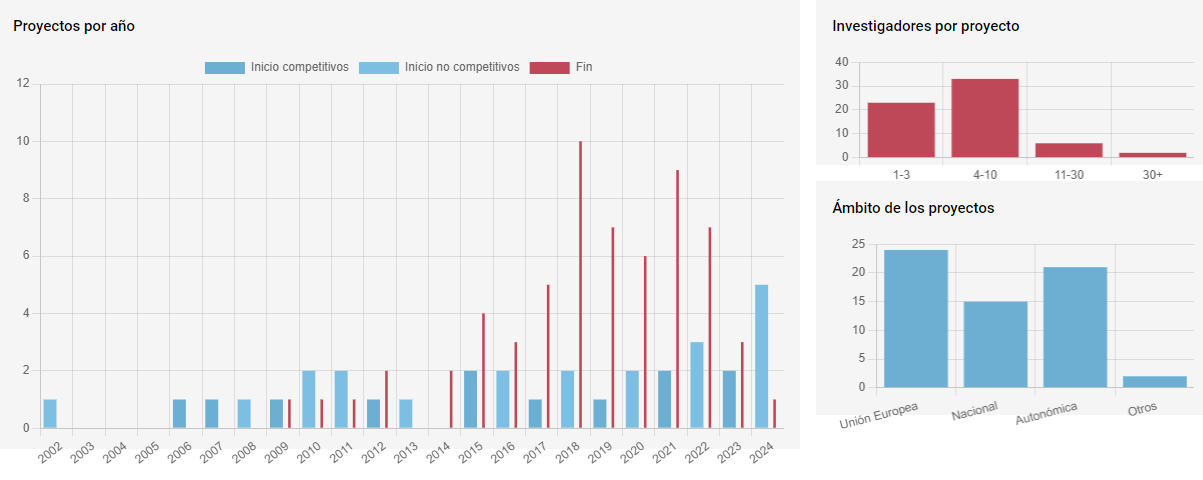 Proyectos por año
Inicio competitivos Inicio no competitivos Fin
12
10
8
6
4
2
0
2002 2003 2004 2005 2006 2007 2008 2009 2010 2011 2012 2013 2014 2015 2016 2017 2018 2019 2020 2021 2022 2023 2024
Investigadores por proyecto
40
30
20
10
0
1-3 4-10 11-30 30+
Ámbito de los proyectos
25
20
15
10
5
0
Unión Europea Nacional Autonómica Otros